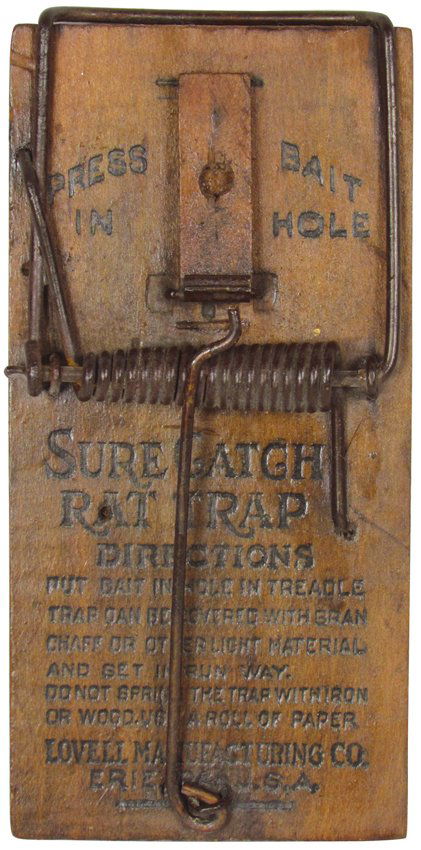 PRESS BAIT
IN HOLE
SURE CATCH
RAT TRAP
DIRECTIONS
PUT BAIT IN HOLE IN TREADLE
TRAP CAN BE COVERED WITH BRAN
CHAFF OR OTHER LIGHT MATERIAL
AND SET IN RUN WAY.
DO NOT SPRING THE TRAP WITH IRON
OR WOOD. USE A ROLL OF PAPER
LOVELL MANUFACTURING CO.
ERIE, PA. U.S.A.